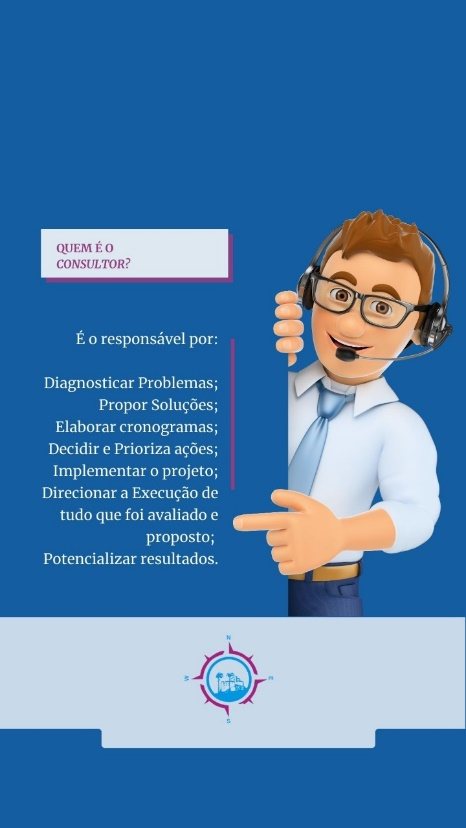 QUEM É O
CONSULTOR?
É o responsável por:
Diagnosticar Problemas;
Propor Soluções;
Elaborar cronogramas;
Decidir e Prioriza ações;
Implementar o projeto;
Direcionar a Execução de
tudo que foi avaliado e
proposto;
Potencializar resultados.
N
W E
S